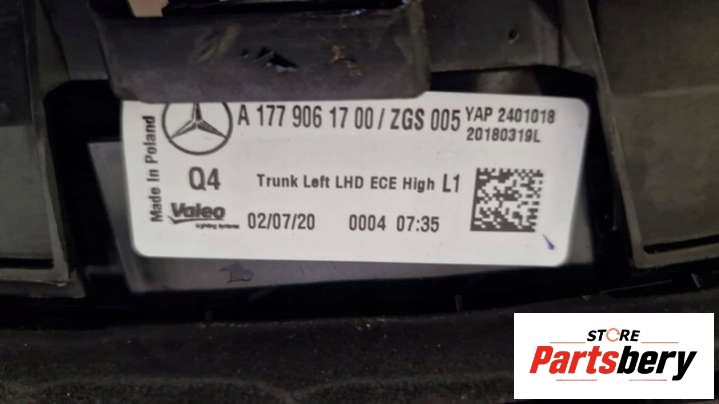 Made in Poland
A 177 906 17 00 / ZGS 005 YAP 2401018
20180319L
Q4 Trunk Left LHD ECE High L1
Valeo
lighting systems
02/07/20 0004 07:35
STORE
Partsbery